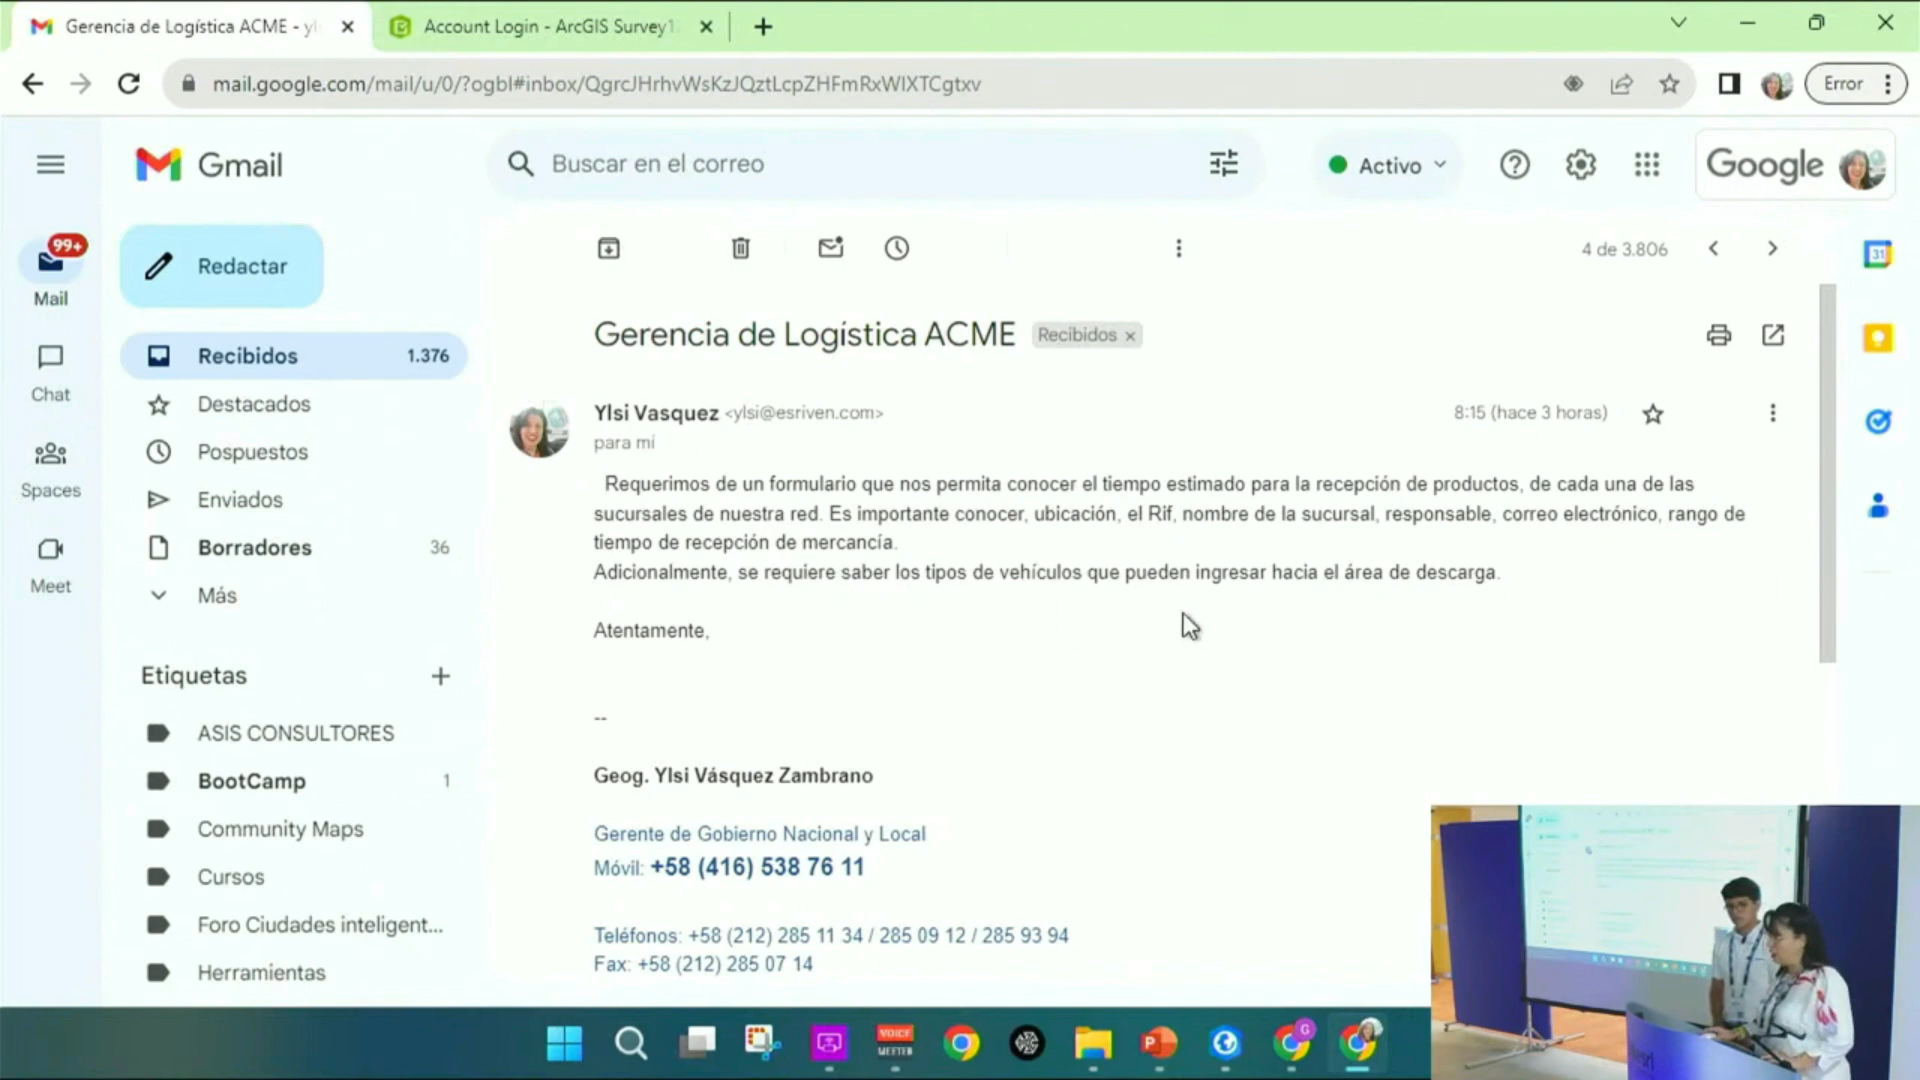 Gerencia de Logística ACME - yl
Account Login - ArcGIS Survey1
mail.google.com/mail/u/0/?ogbl#inbox/QgrcJHrhvWsKzJQztLcpZHFmRxWlXTCgtxv
Error
Gmail
Buscar en el correo
Activo
Google
99+
Mail
Chat
Spaces
Meet
Redactar
Recibidos 1.376
Destacados
Pospuestos
Enviados
Borradores 36
Más
Etiquetas
ASIS CONSULTORES
BootCamp 1
Community Maps
Cursos
Foro Ciudades inteligent...
Herramientas
4 de 3.806
Gerencia de Logística ACME Recibidos x
Ylsi Vasquez <ylsi@esriven.com> 8:15 (hace 3 horas)
para mí
Requerimos de un formulario que nos permita conocer el tiempo estimado para la recepción de productos, de cada una de las
sucursales de nuestra red. Es importante conocer, ubicación, el Rif, nombre de la sucursal, responsable, correo electrónico, rango de
tiempo de recepción de mercancía.
Adicionalmente, se requiere saber los tipos de vehículos que pueden ingresar hacia el área de descarga.
Atentamente,
--
Geog. Ylsi Vásquez Zambrano
Gerente de Gobierno Nacional y Local
Móvil: +58 (416) 538 76 11
Teléfonos: +58 (212) 285 11 34 / 285 09 12 / 285 93 94
Fax: +58 (212) 285 07 14
31
VOICE
MEETER
P
G